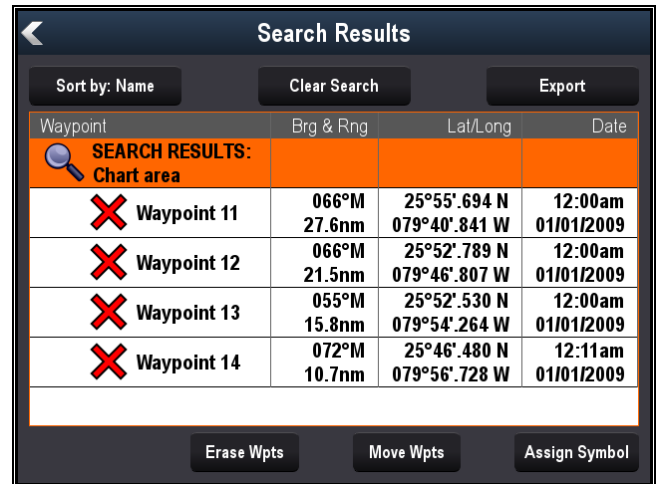 Search Results
Sort by: Name Clear Search Export
Waypoint Brg & Rng Lat/Long Date
SEARCH RESULTS:
Chart area
Waypoint 11 066°M 25°55'.694 N 12:00am
27.6nm 079°40'.841 W 01/01/2009
Waypoint 12 066°M 25°52'.789 N 12:00am
21.5nm 079°46'.807 W 01/01/2009
Waypoint 13 055°M 25°52'.530 N 12:00am
15.8nm 079°54'.264 W 01/01/2009
Waypoint 14 072°M 25°46'.480 N 12:11am
10.7nm 079°56'.728 W 01/01/2009
Erase Wpts Move Wpts Assign Symbol